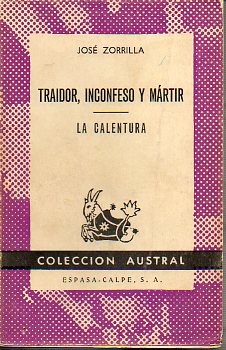 JOSÉ ZORRILLA
TRAIDOR, INCONFESO Y MÁRTIR
LA CALENTURA
COLECCION AUSTRAL
ESPASA-CALPE, S. A.